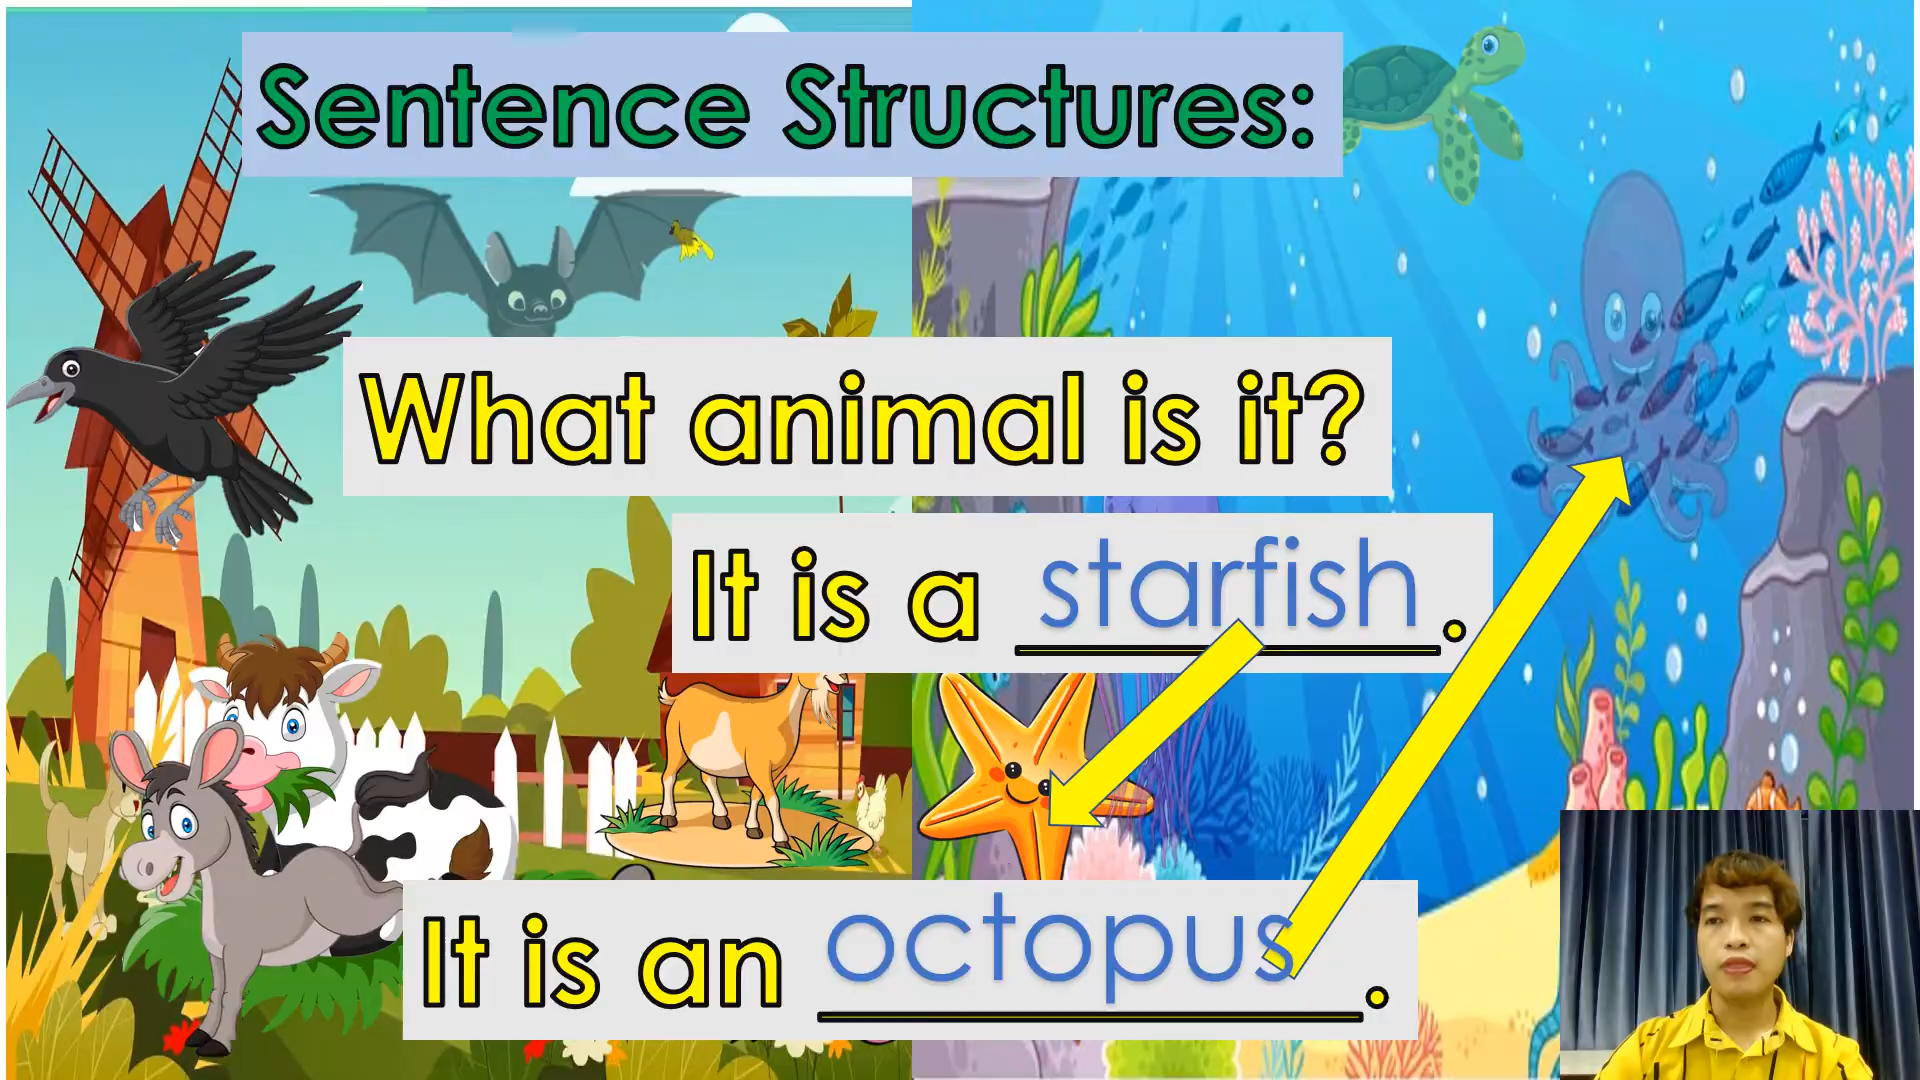 Sentence Structures:
What animal is it?
It is a starfish.
It is an octopus.